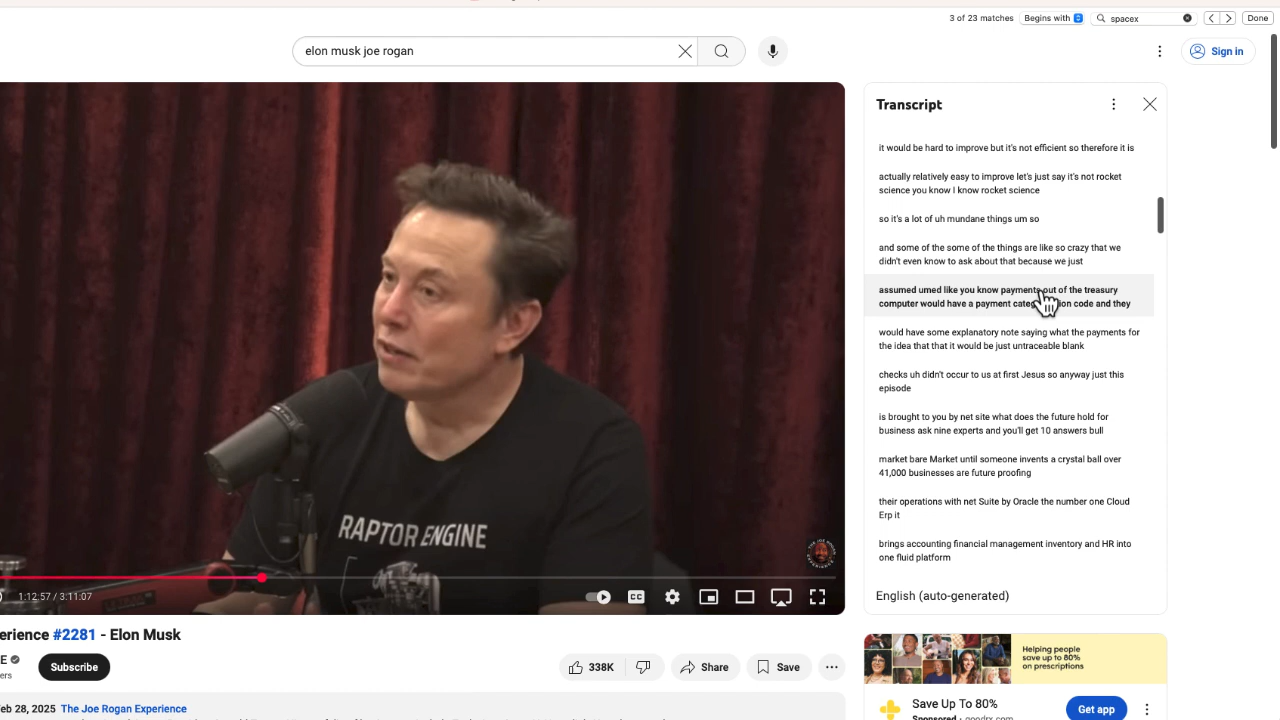 3 of 23 matches
Begins with
spacex
Done
elon musk joe rogan
Sign in
Transcript
it would be hard to improve but it's not efficient so therefore it is
actually relatively easy to improve let's just say it's not rocket
science you know I know rocket science
so it's a lot of uh mundane things um so
and some of the some of the things are like so crazy that we
didn't even know to ask about that because we just
assumed umed like you know payments out of the treasury
computer would have a payment code and they
would have some explanatory note saying what the payments for
the idea that that it would be just untraceable blank
checks uh didn't occur to us at first Jesus so anyway just this
episode
is brought to you by net site what does the future hold for
business ask nine experts and you'll get 10 answers bull
market bare Market until someone invents a crystal ball over
41,000 businesses are future proofing
their operations with net Suite by Oracle the number one Cloud
Erp it
brings accounting financial management inventory and HR into
one fluid platform
English (auto-generated)
RAPTOR ENGINE
1:12:57 / 3:11:07
CC
erience #2281 - Elon Musk
E
ers
Subscribe
338K
Share
Save
eb 28, 2025 The Joe Rogan Experience
Helping people
save up to 80%
on prescriptions
Save Up To 80%
Get app